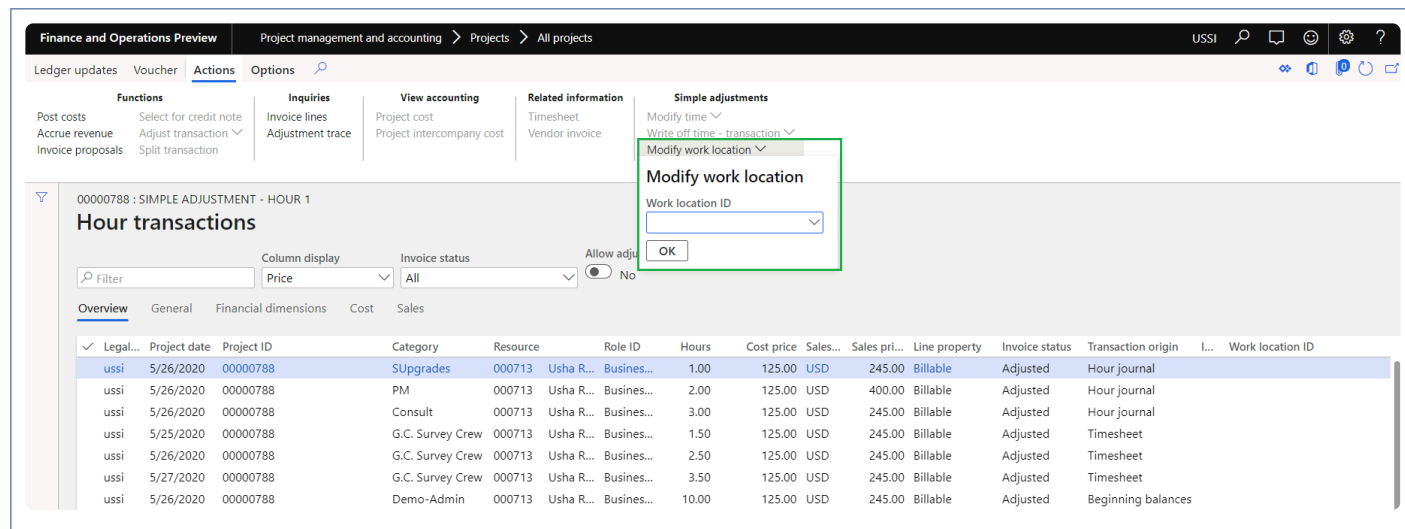 Finance and Operations Preview Project management and accounting > Projects > All projects USSI
Ledger updates Voucher Actions Options 0
Functions Inquiries View accounting Related information Simple adjustments
Post costs Select for credit note Invoice lines Project cost Timesheet Modify time
Accrue revenue Adjust transaction Adjustment trace Project intercompany cost Vendor invoice Write off time - transaction
Invoice proposals Split transaction Modify work location
Modify work location
00000788 : SIMPLE ADJUSTMENT - HOUR 1
Work location ID
Hour transactions
OK
Column display Invoice status Allow adju
Filter Price All No
Overview General Financial dimensions Cost Sales
Legal... Project date Project ID Category Resource Role ID Hours Cost price Sales... Sales pri... Line property Invoice status Transaction origin I... Work location ID
ussi 5/26/2020 00000788 SUpgrades 000713 Usha R... Busines... 1.00 125.00 USD 245.00 Billable Adjusted Hour journal
ussi 5/26/2020 00000788 PM 000713 Usha R... Busines... 2.00 125.00 USD 400.00 Billable Adjusted Hour journal
ussi 5/26/2020 00000788 Consult 000713 Usha R... Busines... 3.00 125.00 USD 245.00 Billable Adjusted Hour journal
ussi 5/25/2020 00000788 G.C. Survey Crew 000713 Usha R... Busines... 1.50 125.00 USD 245.00 Billable Adjusted Timesheet
ussi 5/26/2020 00000788 G.C. Survey Crew 000713 Usha R... Busines... 2.50 125.00 USD 245.00 Billable Adjusted Timesheet
ussi 5/27/2020 00000788 G.C. Survey Crew 000713 Usha R... Busines... 3.50 125.00 USD 245.00 Billable Adjusted Timesheet
ussi 5/26/2020 00000788 Demo-Admin 000713 Usha R... Busines... 10.00 125.00 USD 245.00 Billable Adjusted Beginning balances